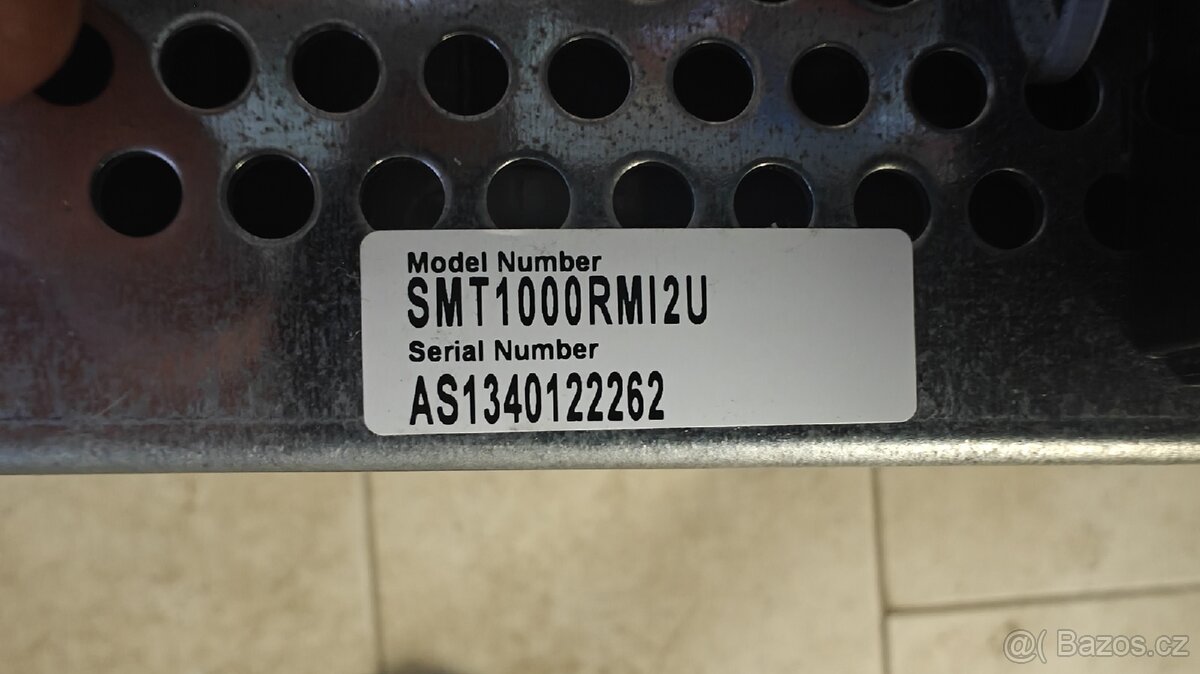 Model Number
SMT1000RMI2U
Serial Number
AS1340122262
@( Bazos.cz